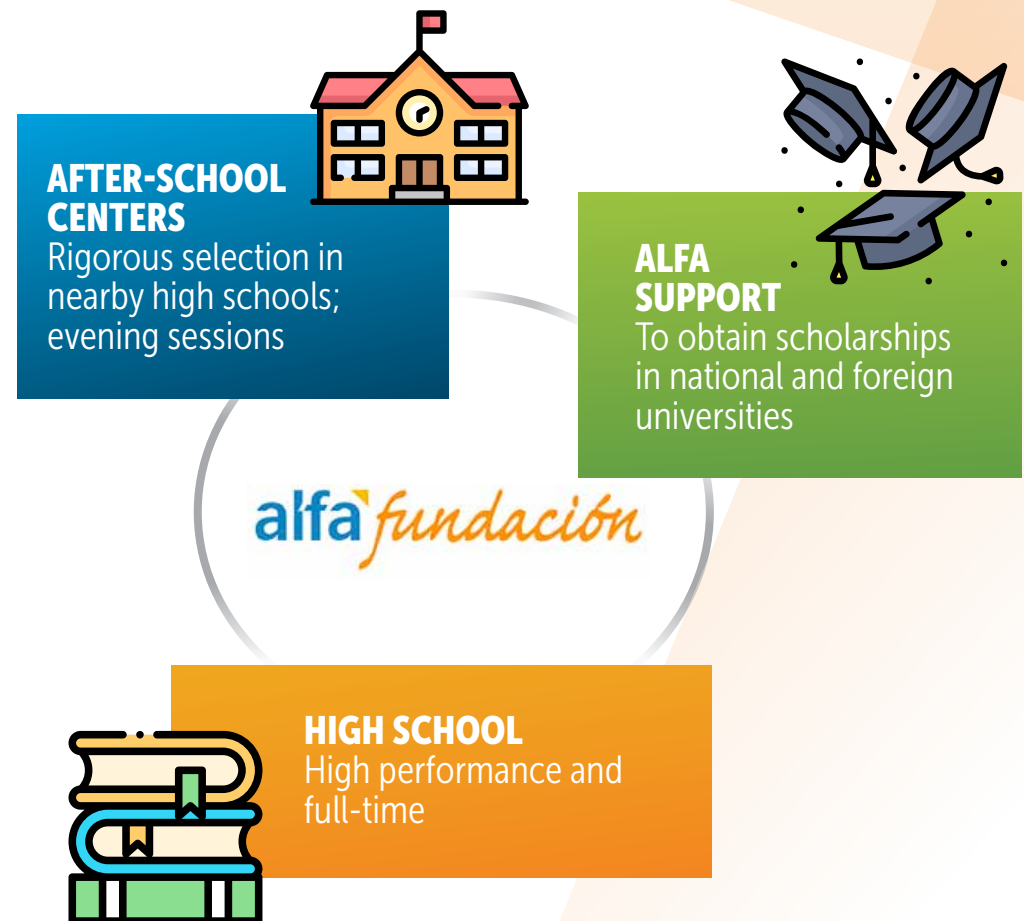 AFTER-SCHOOL
CENTERS
Rigorous selection in
nearby high schools;
evening sessions
ALFA
SUPPORT
To obtain scholarships
in national and foreign
universities
alfa fundación
HIGH SCHOOL
High performance and
full-time